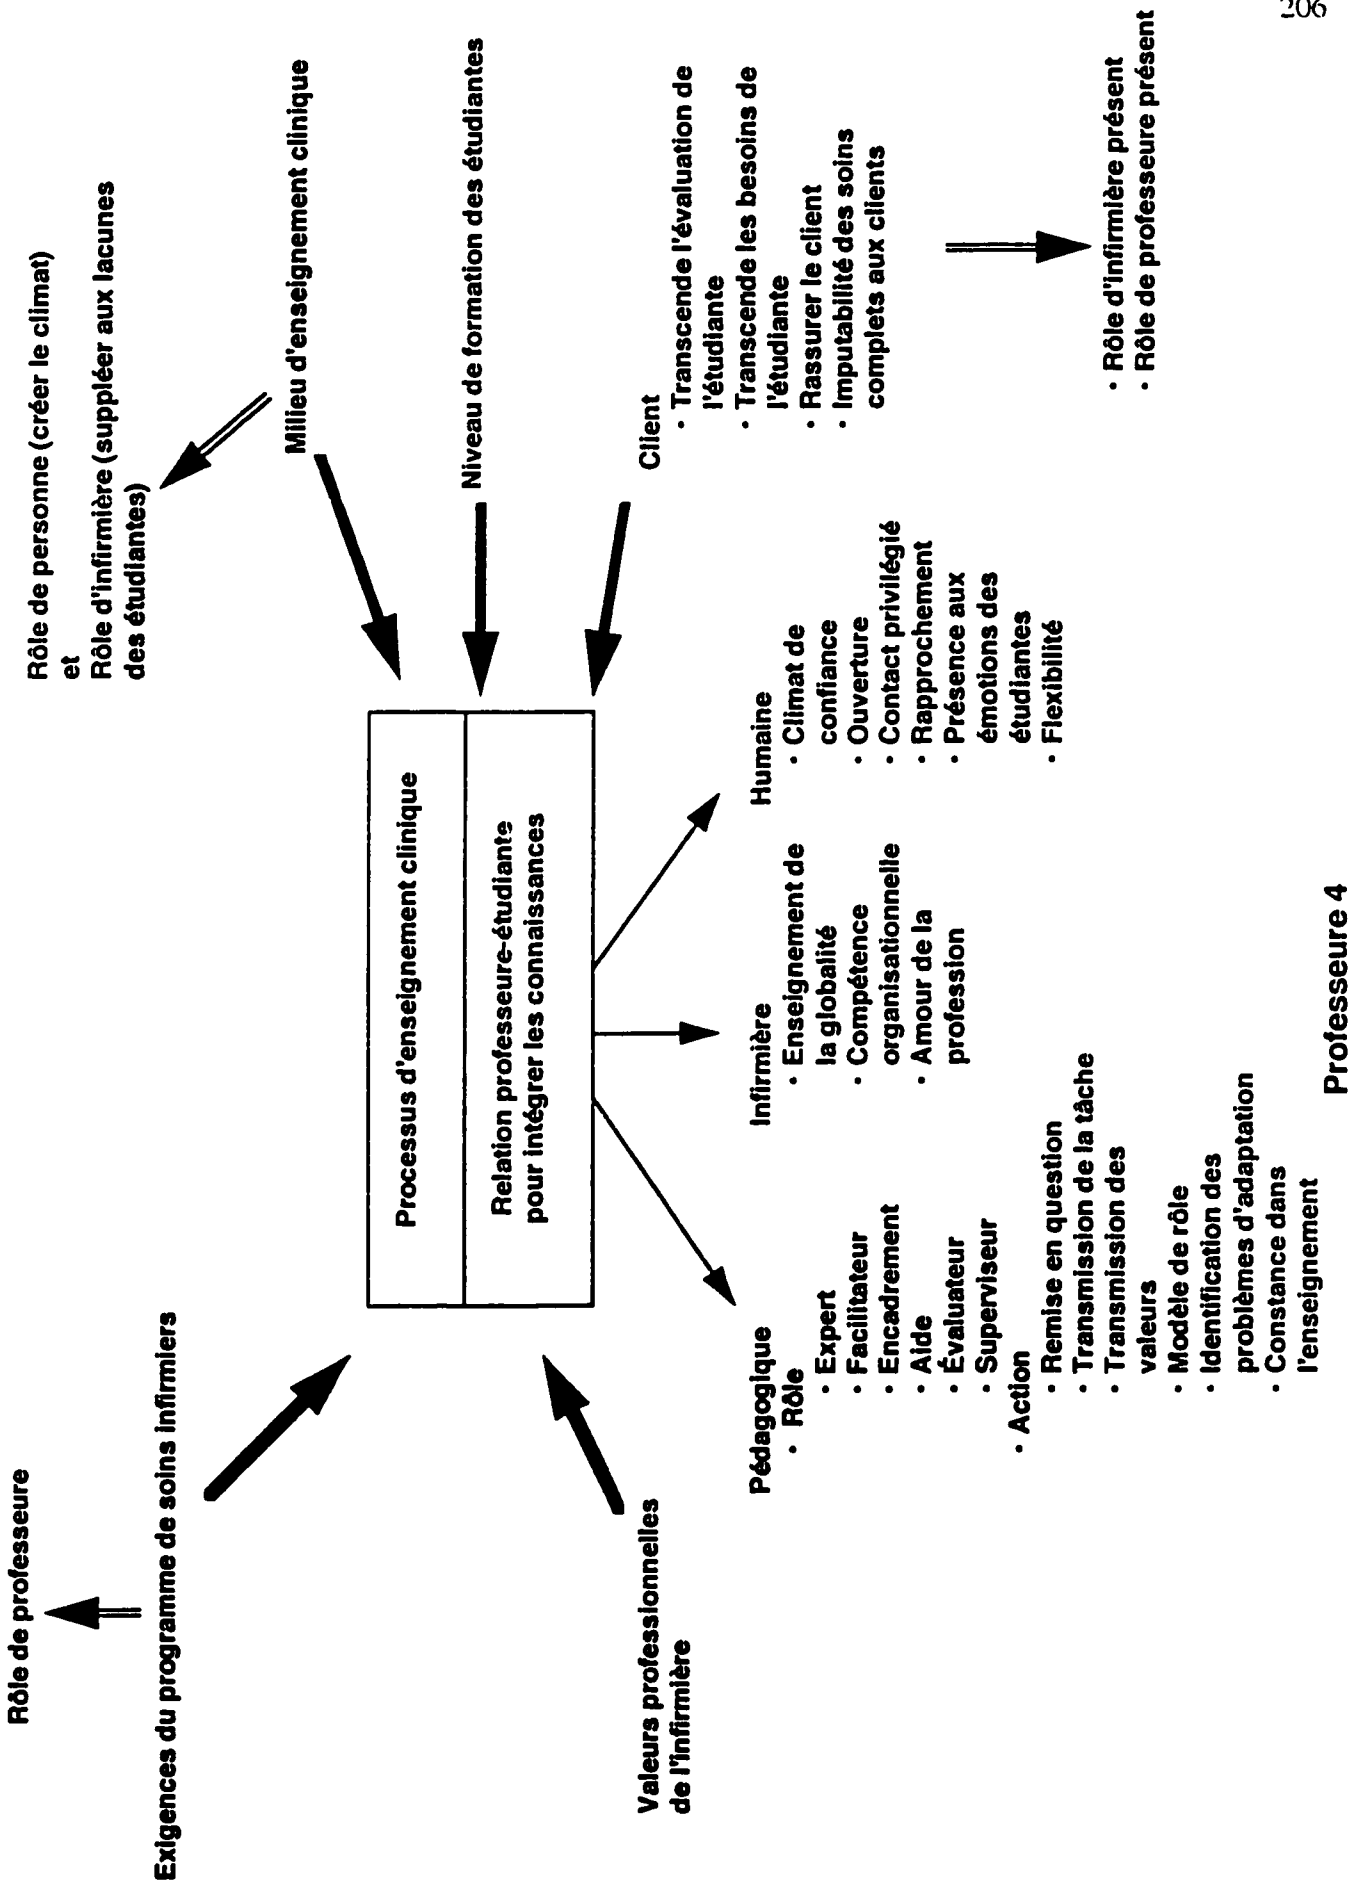 206
Rôle de professeure
Exigences du programme de soins infirmiers
Rôle de personne (créer le climat)
et
Rôle d'infirmière (suppléer aux lacunes
des étudiantes)
Milieu d'enseignement clinique
Niveau de formation des étudiantes
Processus d'enseignement clinique
Relation professeure-étudiante
pour intégrer les connaissances
Valeurs professionnelles
de l'infirmière
Client
· Transcende l'évaluation de
l'étudiante
· Transcende les besoins de
l'étudiante
· Rassurer le client
· Imputabilité des soins
complets aux clients
· Rôle d'infirmière présent
· Rôle de professeure présent
Pédagogique
· Rôle
· Expert
· Facilitateur
· Encadrement
· Aide
· Évaluateur
· Superviseur
· Action
· Remise en question
· Transmission de la tâche
· Transmission des
valeurs
· Modèle de rôle
· Identification des
problèmes d'adaptation
· Constance dans
l'enseignement
Infirmière
· Enseignement de
la globalité
· Compétence
organisationnelle
· Amour de la
profession
Humaine
· Climat de
confiance
· Ouverture
· Contact privilégié
· Rapprochement
· Présence aux
émotions des
étudiantes
· Flexibilité
Professeure 4